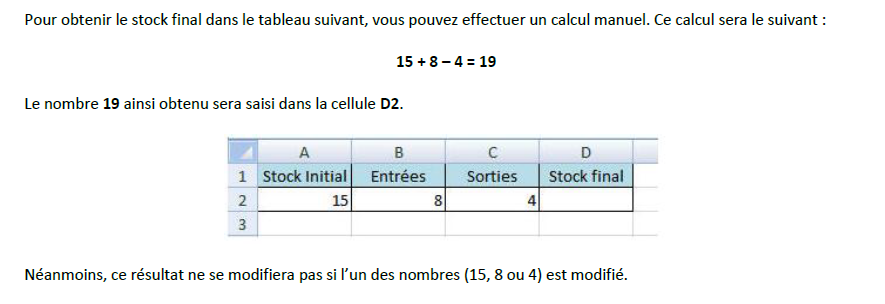 Pour obtenir le stock final dans le tableau suivant, vous pouvez effectuer un calcul manuel. Ce calcul sera le suivant :
15 + 8 – 4 = 19
Le nombre 19 ainsi obtenu sera saisi dans la cellule D2.
A B C D
1 Stock Initial Entrées Sorties Stock final
2 15 8 4
3
Néanmoins, ce résultat ne se modifiera pas si l’un des nombres (15, 8 ou 4) est modifié.